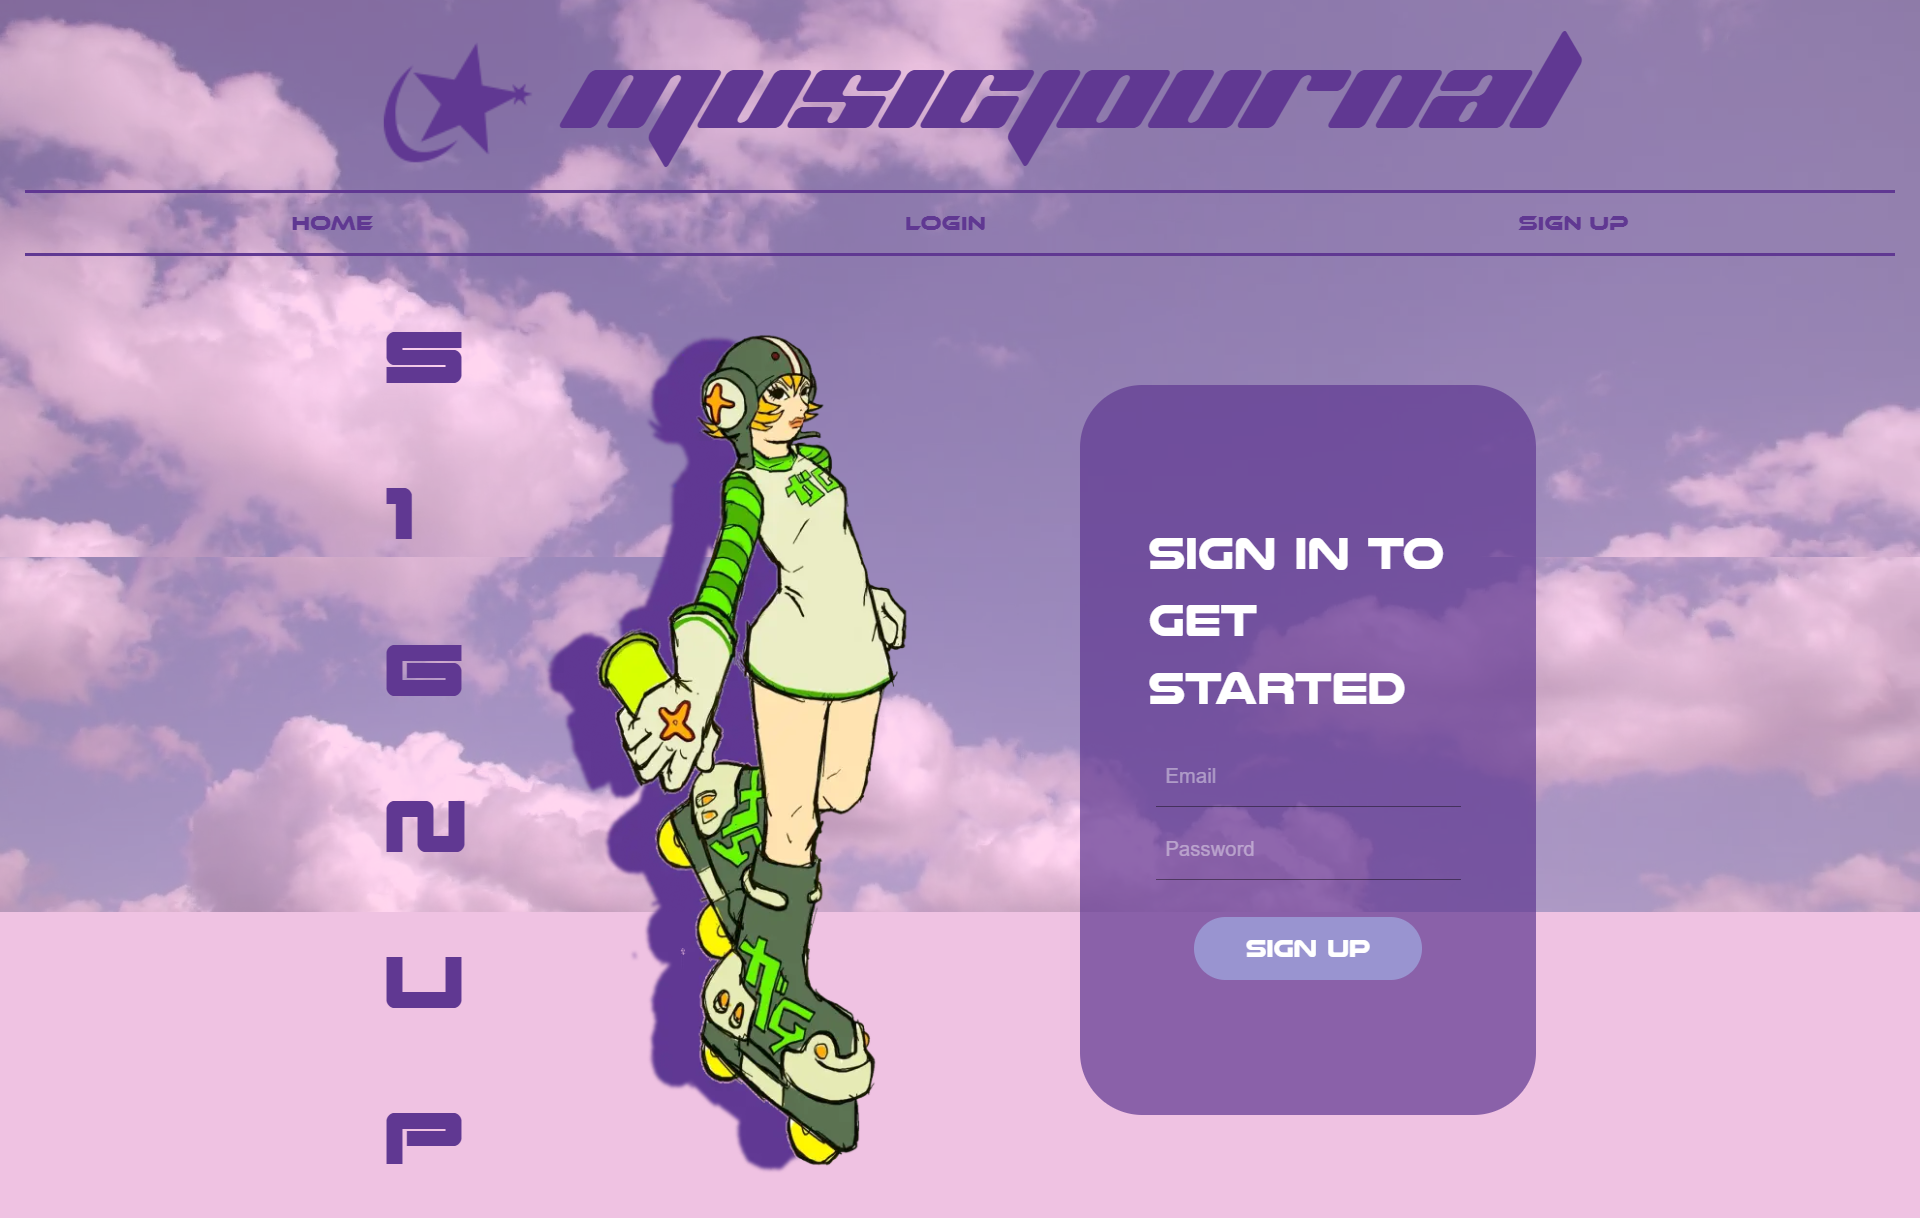 musicjournal
HOME
LOGIN
SIGN UP
S
I
G
N
U
P
SIGN IN TO
GET
STARTED
Email
Password
SIGN UP